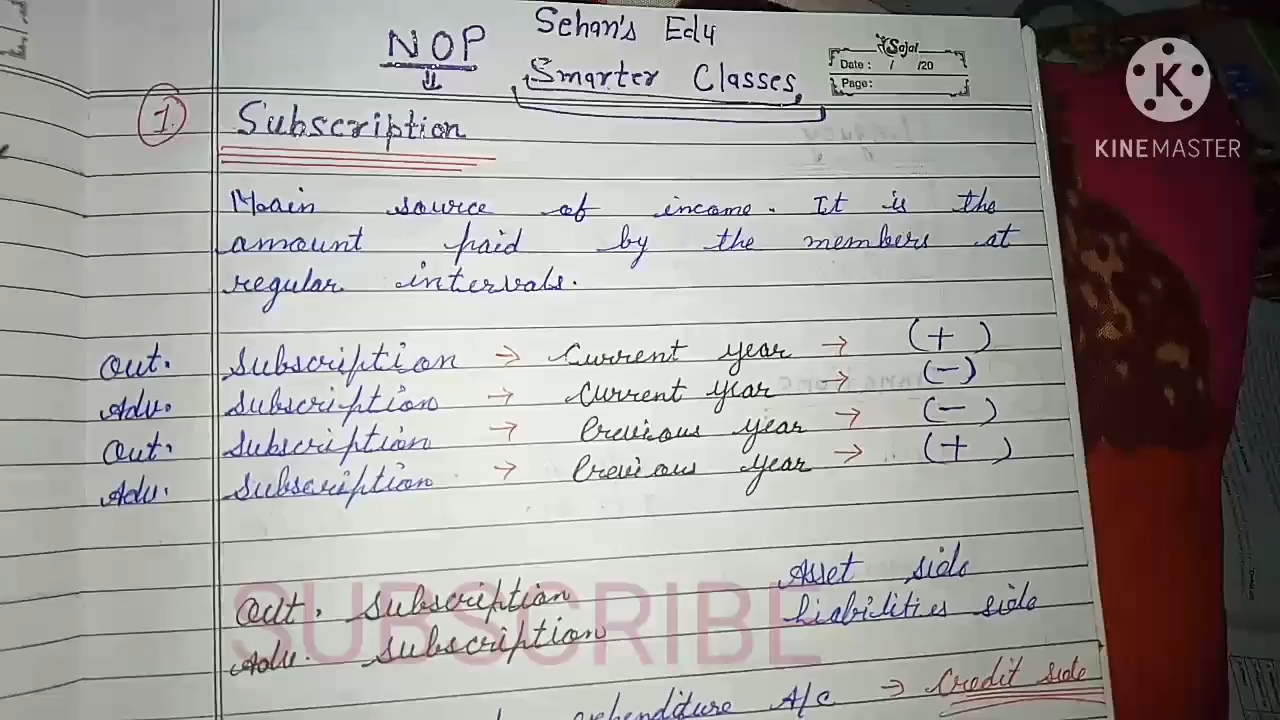 NOP Sehan's Edu
Smarter Classes
Sajal
Date : / /20
Page:
K
KINEMASTER
1. Subscription
Main source of income. It is the
amount paid by the members at
regular intervals.
Out. Subscription → Current year → (+)
Adv. Subscription → Current year → (-)
Out. Subscription → Previous year → (-)
Adv. Subscription → Previous year → (+)
SUBSCRIBE
Out. Subscription Asset side
Adv. Subscription Liabilities side
expenditure A/c → Credit side